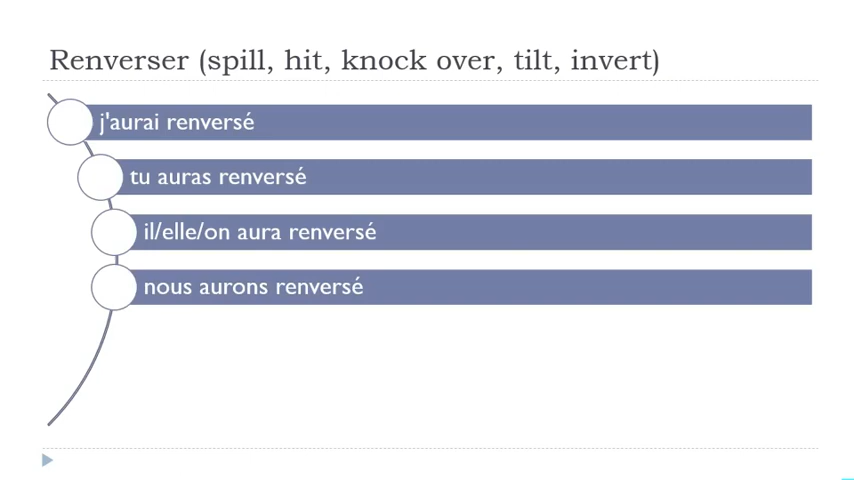 Renverser (spill, hit, knock over, tilt, invert)
j'aurai renversé
tu auras renversé
il/elle/on aura renversé
nous aurons renversé